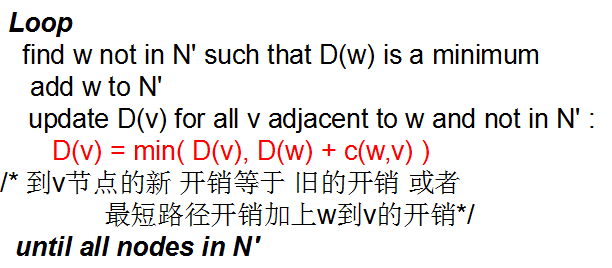 Loop
find w not in N' such that D(w) is a minimum
add w to N'
update D(v) for all v adjacent to w and not in N' :
D(v) = min( D(v), D(w) + c(w,v) )
/* 到v节点的新 开销等于 旧的开销 或者
最短路径开销加上w到v的开销*/
until all nodes in N'